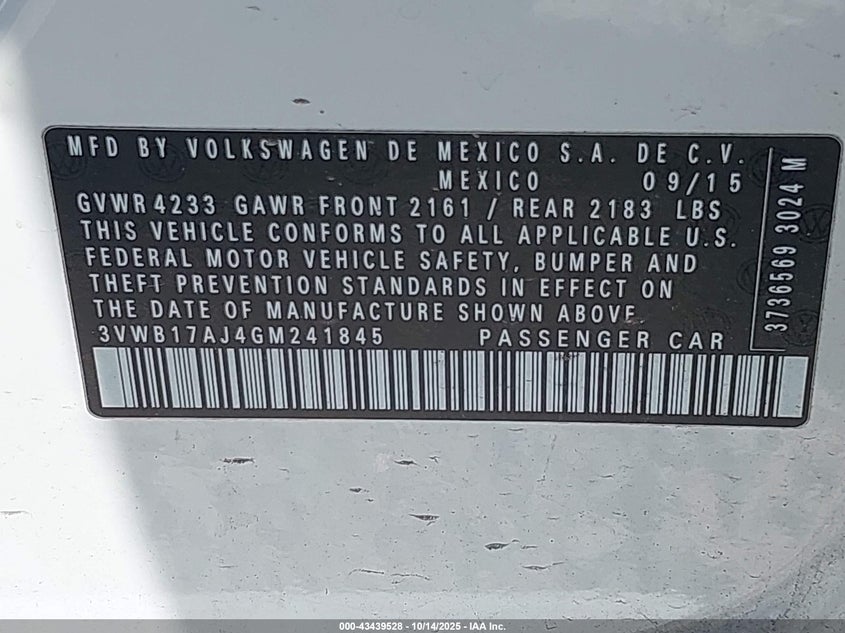 MFD BY VOLKSWAGEN DE MEXICO S.A. DE C.V.
MEXICO 09/15
GVWR 4233 GAWR FRONT 2161 / REAR 2183 LBS
THIS VEHICLE CONFORMS TO ALL APPLICABLE U.S.
FEDERAL MOTOR VEHICLE SAFETY, BUMPER AND
THEFT PREVENTION STANDARDS IN EFFECT ON
THE DATE OF MANUFACTURE SHOWN ABOVE
3VWB17AJ4GM241845 PASSENGER CAR
3736569 3024 M
000-43439528 - 10/14/2025 - IAA Inc.